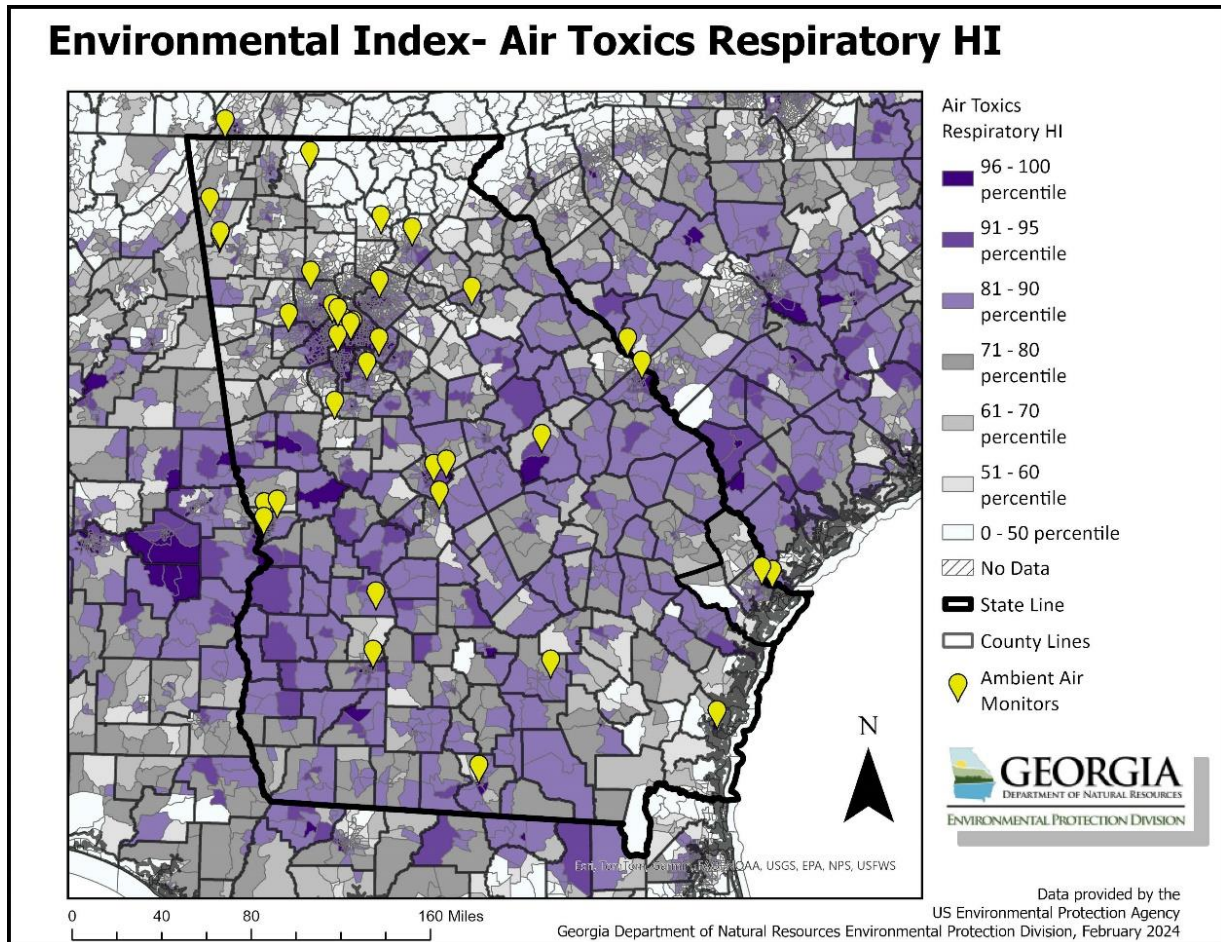 Environmental Index- Air Toxics Respiratory HI
Air Toxics
Respiratory HI
96 - 100
percentile
91 - 95
percentile
81 - 90
percentile
71 - 80
percentile
61 - 70
percentile
51 - 60
percentile
0 - 50 percentile
No Data
State Line
County Lines
Ambient Air
Monitors
N
GEORGIA
DEPARTMENT OF NATURAL RESOURCES
ENVIRONMENTAL PROTECTION DIVISION
Esri, TomTom, Garmin, USGS, EPA, NPS, USFWS
Data provided by the
US Environmental Protection Agency
Georgia Department of Natural Resources Environmental Protection Division, February 2024
0 40 80 160 Miles